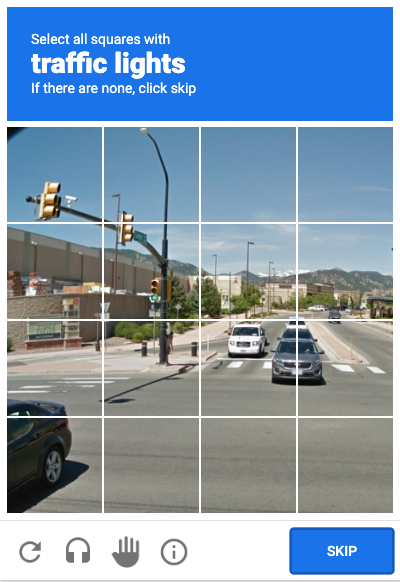 Select all squares with
traffic lights
If there are none, click skip
SKIP